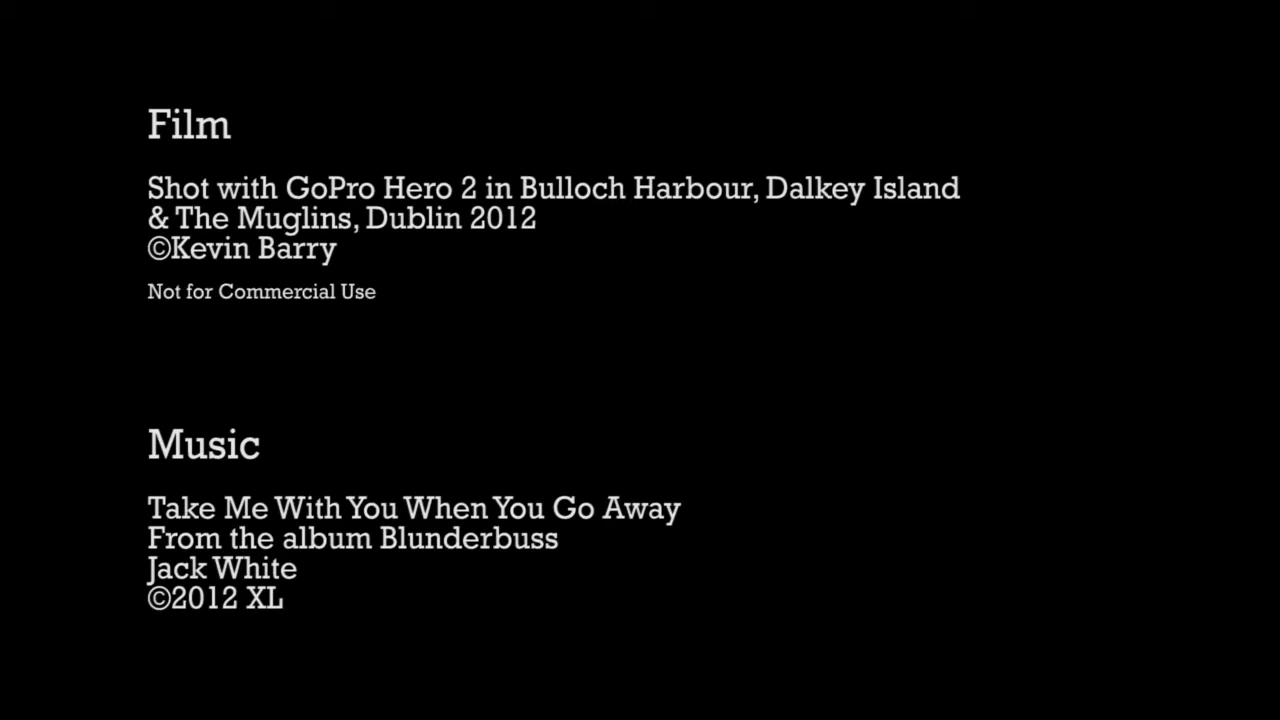 Film
Shot with GoPro Hero 2 in Bulloch Harbour, Dalkey Island
& The Muglins, Dublin 2012
©Kevin Barry
Not for Commercial Use
Music
Take Me With You When You Go Away
From the album Blunderbuss
Jack White
©2012 XL